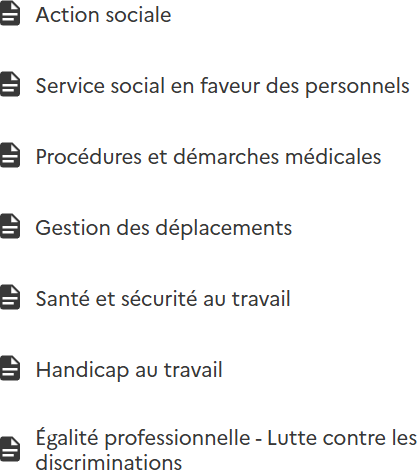 Action sociale
Service social en faveur des personnels
Procédures et démarches médicales
Gestion des déplacements
Santé et sécurité au travail
Handicap au travail
Égalité professionnelle - Lutte contre les
discriminations